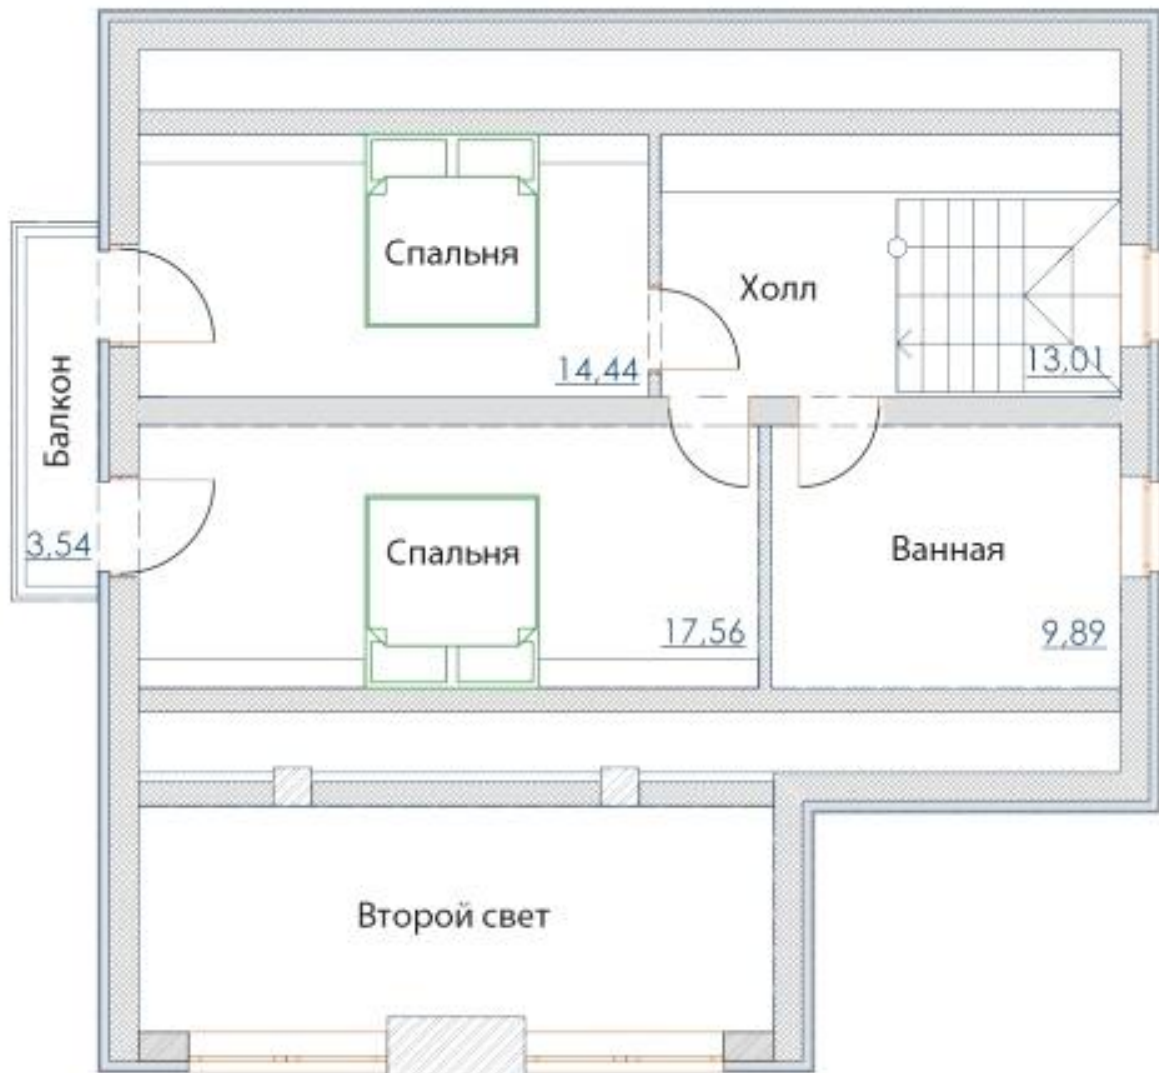 Спальня
14,44
Холл
13,01
Балкон
3,54
Спальня
17,56
Ванная
9,89
Второй свет